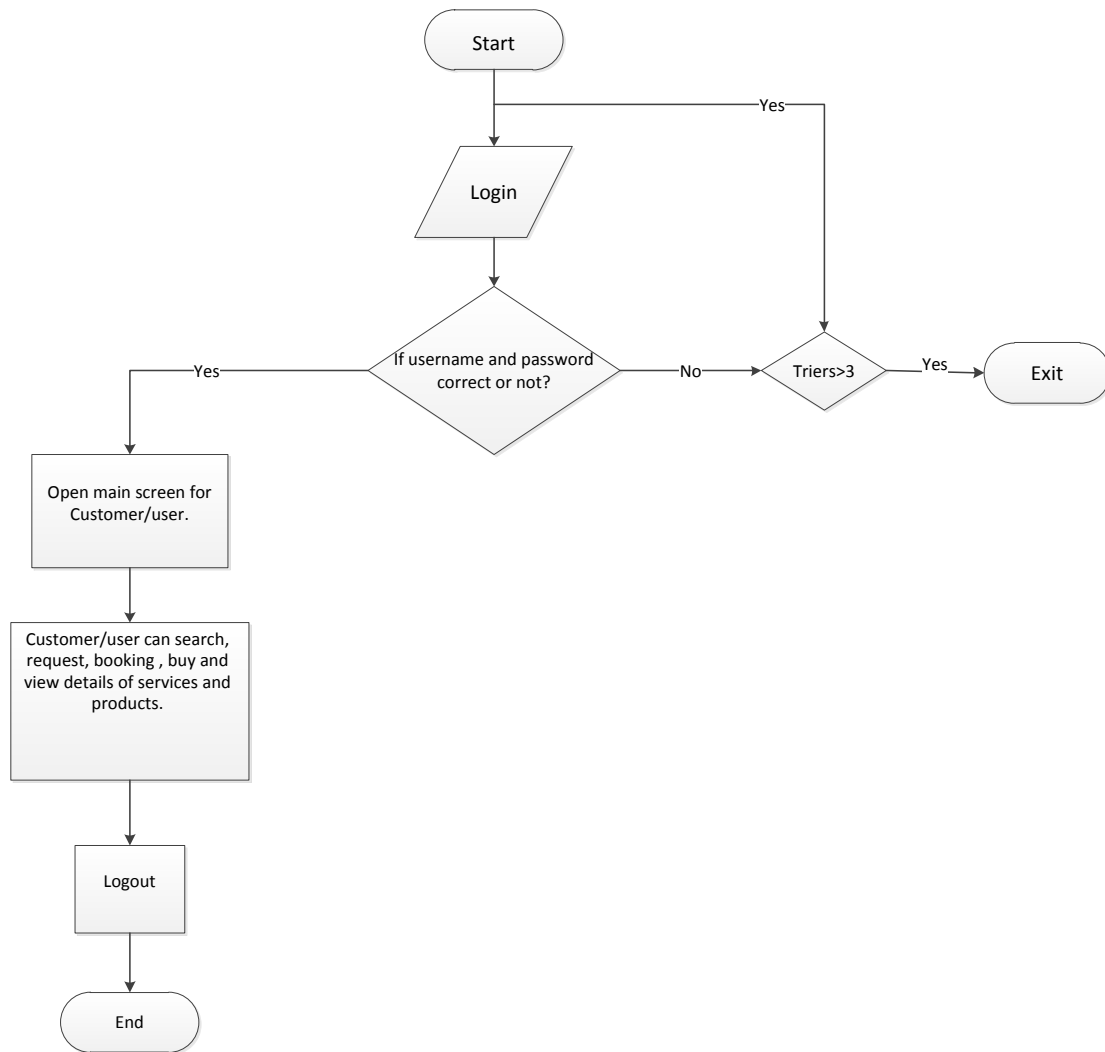 Start
Yes
Login
If username and password
correct or not?
Yes
No
Triers>3
Yes
Exit
Open main screen for
Customer/user.
Customer/user can search,
request, booking , buy and
view details of services and
products.
Logout
End